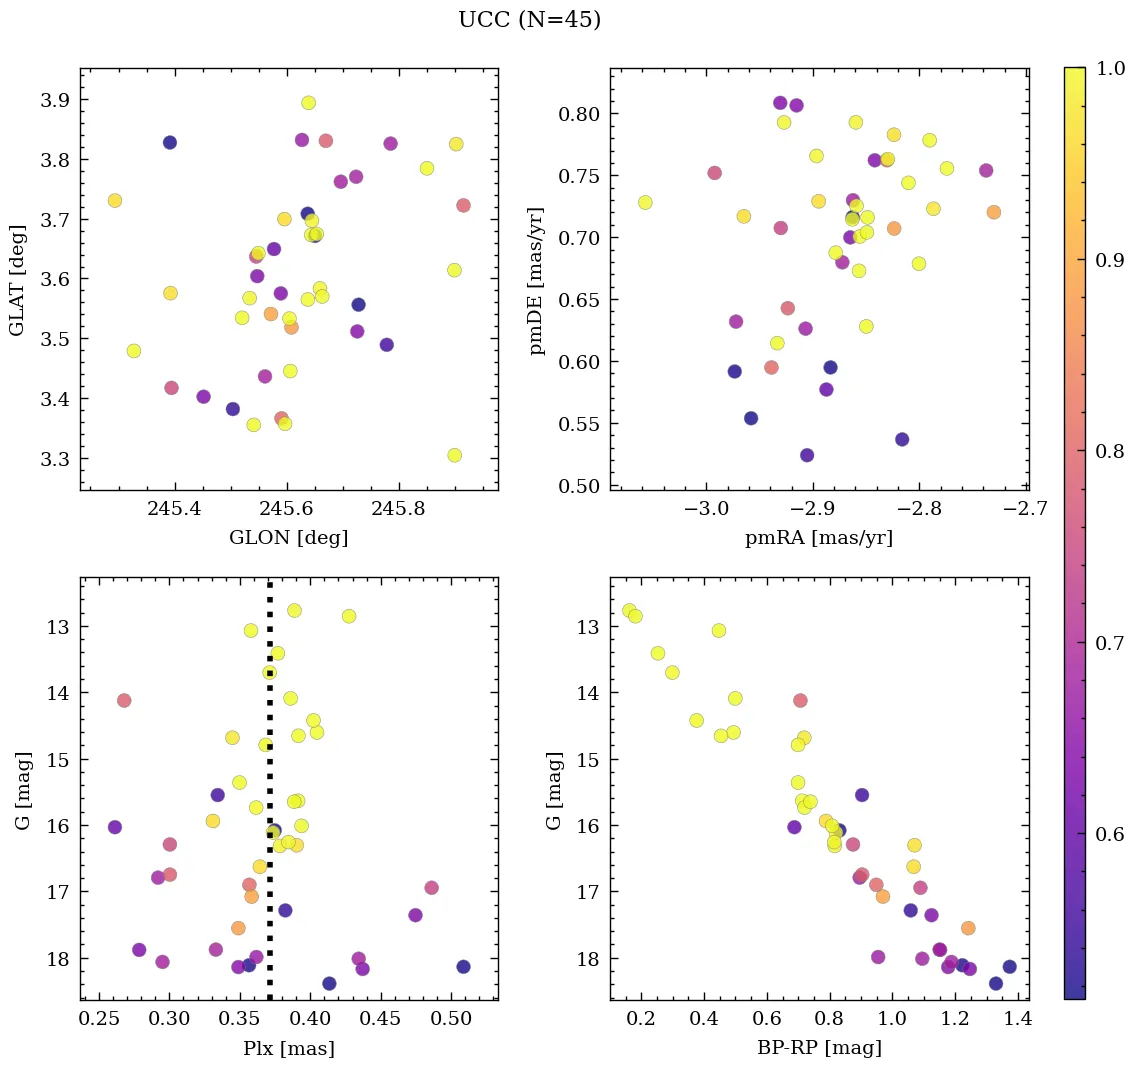 UCC (N=45)
3.9
3.8
3.7
3.6
3.5
3.4
3.3
GLAT [deg]
245.4 245.6 245.8
GLON [deg]
0.80
0.75
0.70
0.65
0.60
0.55
0.50
pmDE [mas/yr]
−3.0 −2.9 −2.8 −2.7
pmRA [mas/yr]
1.0
0.9
0.8
0.7
0.6
13
14
15
16
17
18
G [mag]
0.25 0.30 0.35 0.40 0.45 0.50
Plx [mas]
13
14
15
16
17
18
G [mag]
0.2 0.4 0.6 0.8 1.0 1.2 1.4
BP-RP [mag]